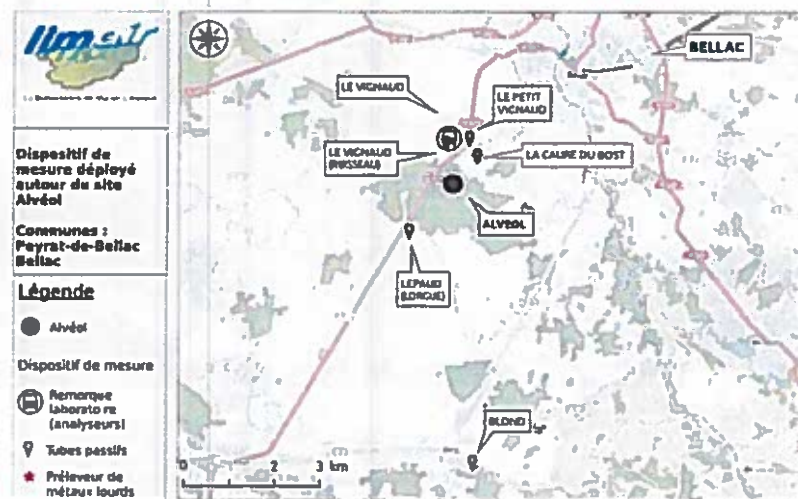 limair
Dispositif de
mesure déployé
autour du site
Alvéol
Communes :
Peyrat-de-Bellac
Bellac
Légende
Alvéol
Dispositif de mesure
Remorque
laboratoire
(analyseurs)
Tubes passifs
Préleveur de
métaux lourds
BELLAC
LE VIGNAUD
LE PETIT
VIGNAUD
LE VIGNAUD
(RUISSEAU)
LA CAURE DU BOST
ALVEOL
LEPAUD
(LORGUE)
BLOND
0 2 3
km